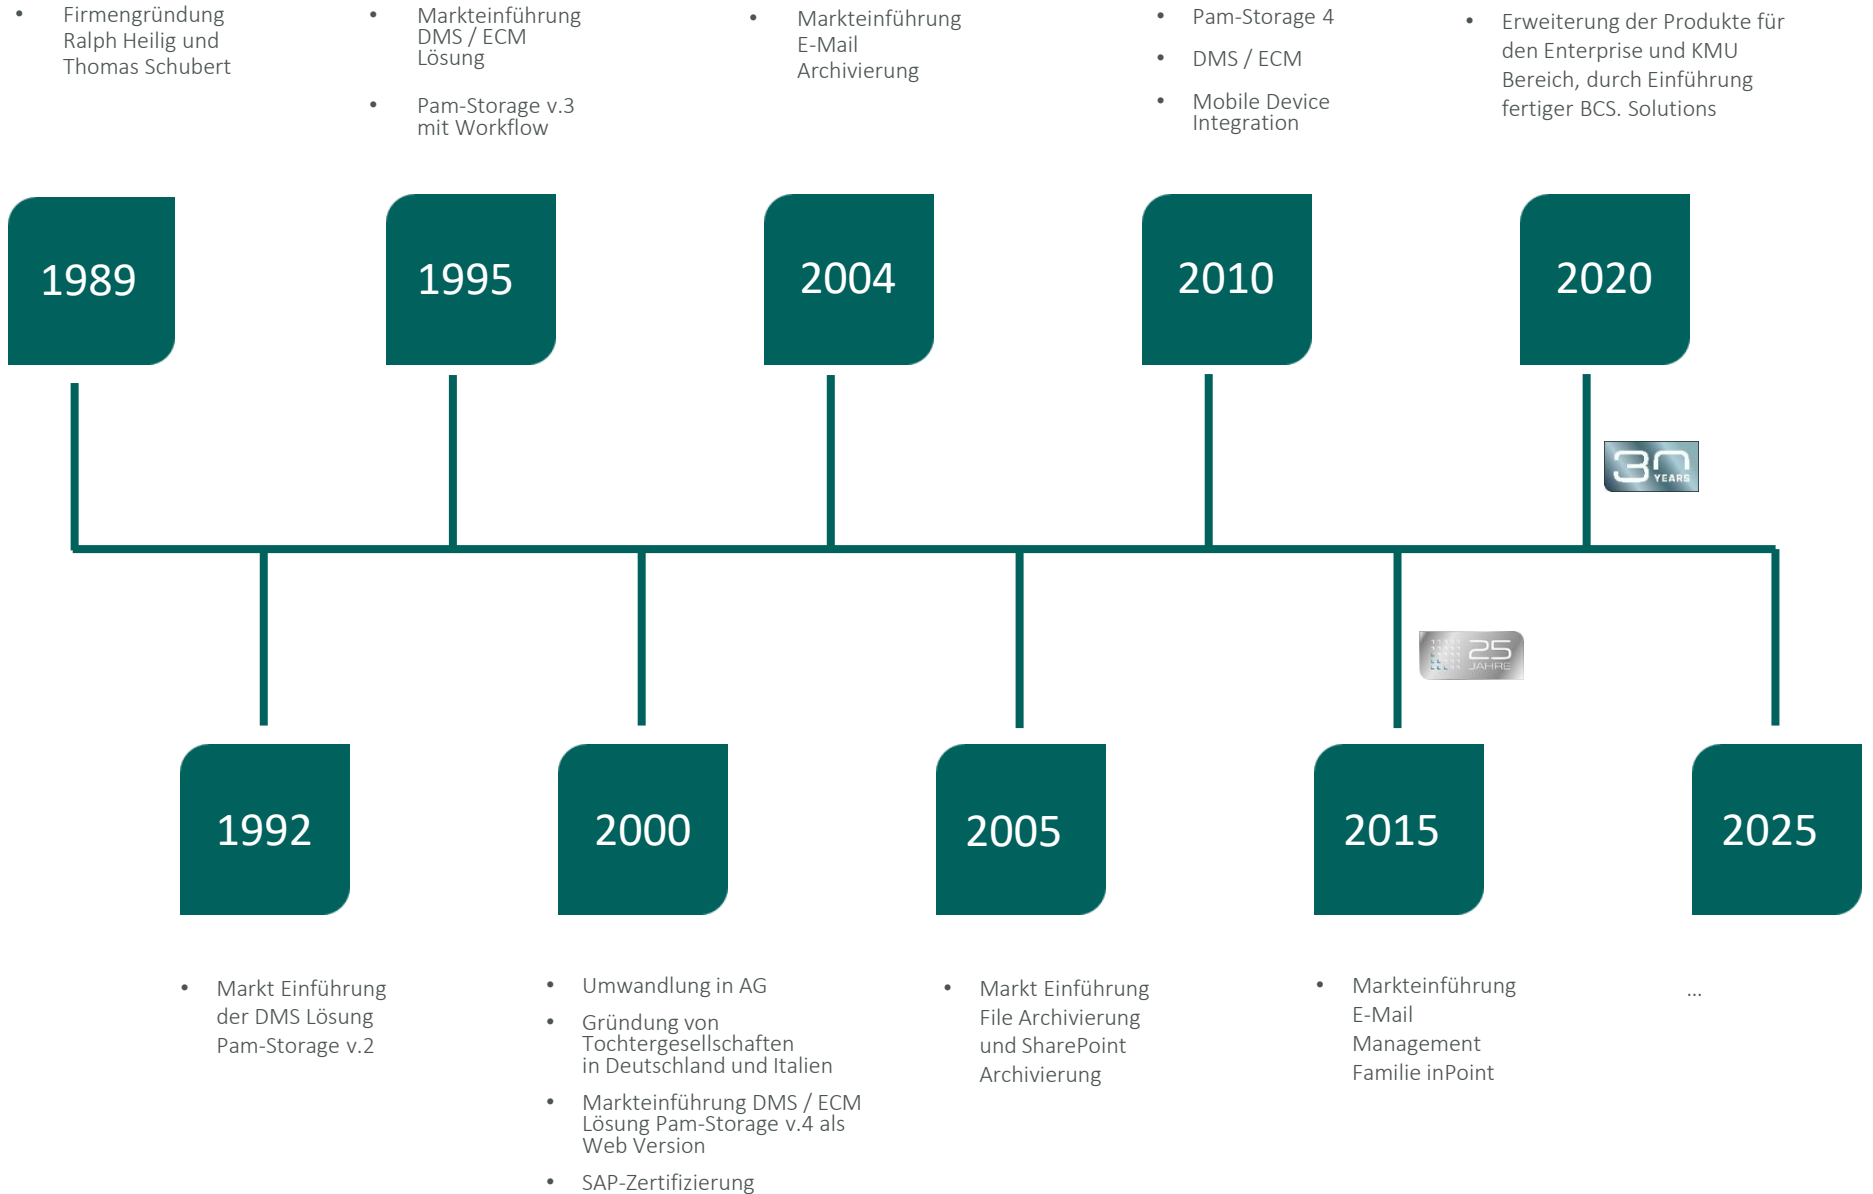 • Firmengründung
Ralph Heilig und
Thomas Schubert
• Markteinführung
DMS / ECM
Lösung
• Pam-Storage v.3
mit Workflow
• Markteinführung
E-Mail
Archivierung
• Pam-Storage 4
• DMS / ECM
• Mobile Device
Integration
• Erweiterung der Produkte für
den Enterprise und KMU
Bereich, durch Einführung
fertiger BCS. Solutions
1989
1995
2004
2010
2020
30
YEARS
25
JAHRE
1992
2000
2005
2015
2025
• Markt Einführung
der DMS Lösung
Pam-Storage v.2
• Umwandlung in AG
• Gründung von
Tochtergesellschaften
in Deutschland und Italien
• Markteinführung DMS / ECM
Lösung Pam-Storage v.4 als
Web Version
• SAP-Zertifizierung
• Markt Einführung
File Archivierung
und SharePoint
Archivierung
• Markteinführung
E-Mail
Management
Familie inPoint
...